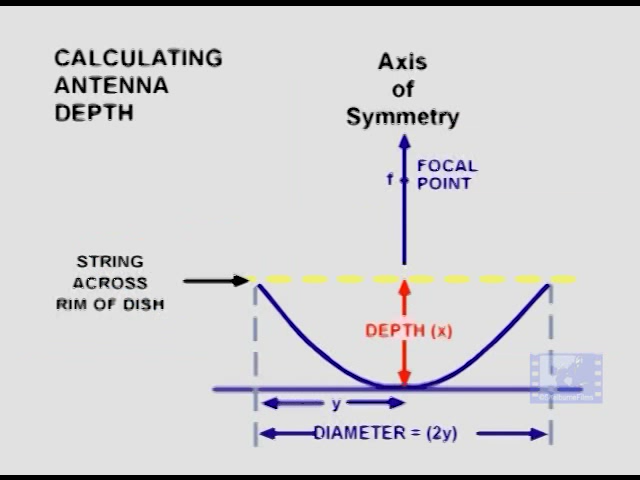 CALCULATING
ANTENNA
DEPTH
Axis
of
Symmetry
f
FOCAL
POINT
STRING
ACROSS
RIM OF DISH
DEPTH (x)
y
DIAMETER = (2y)